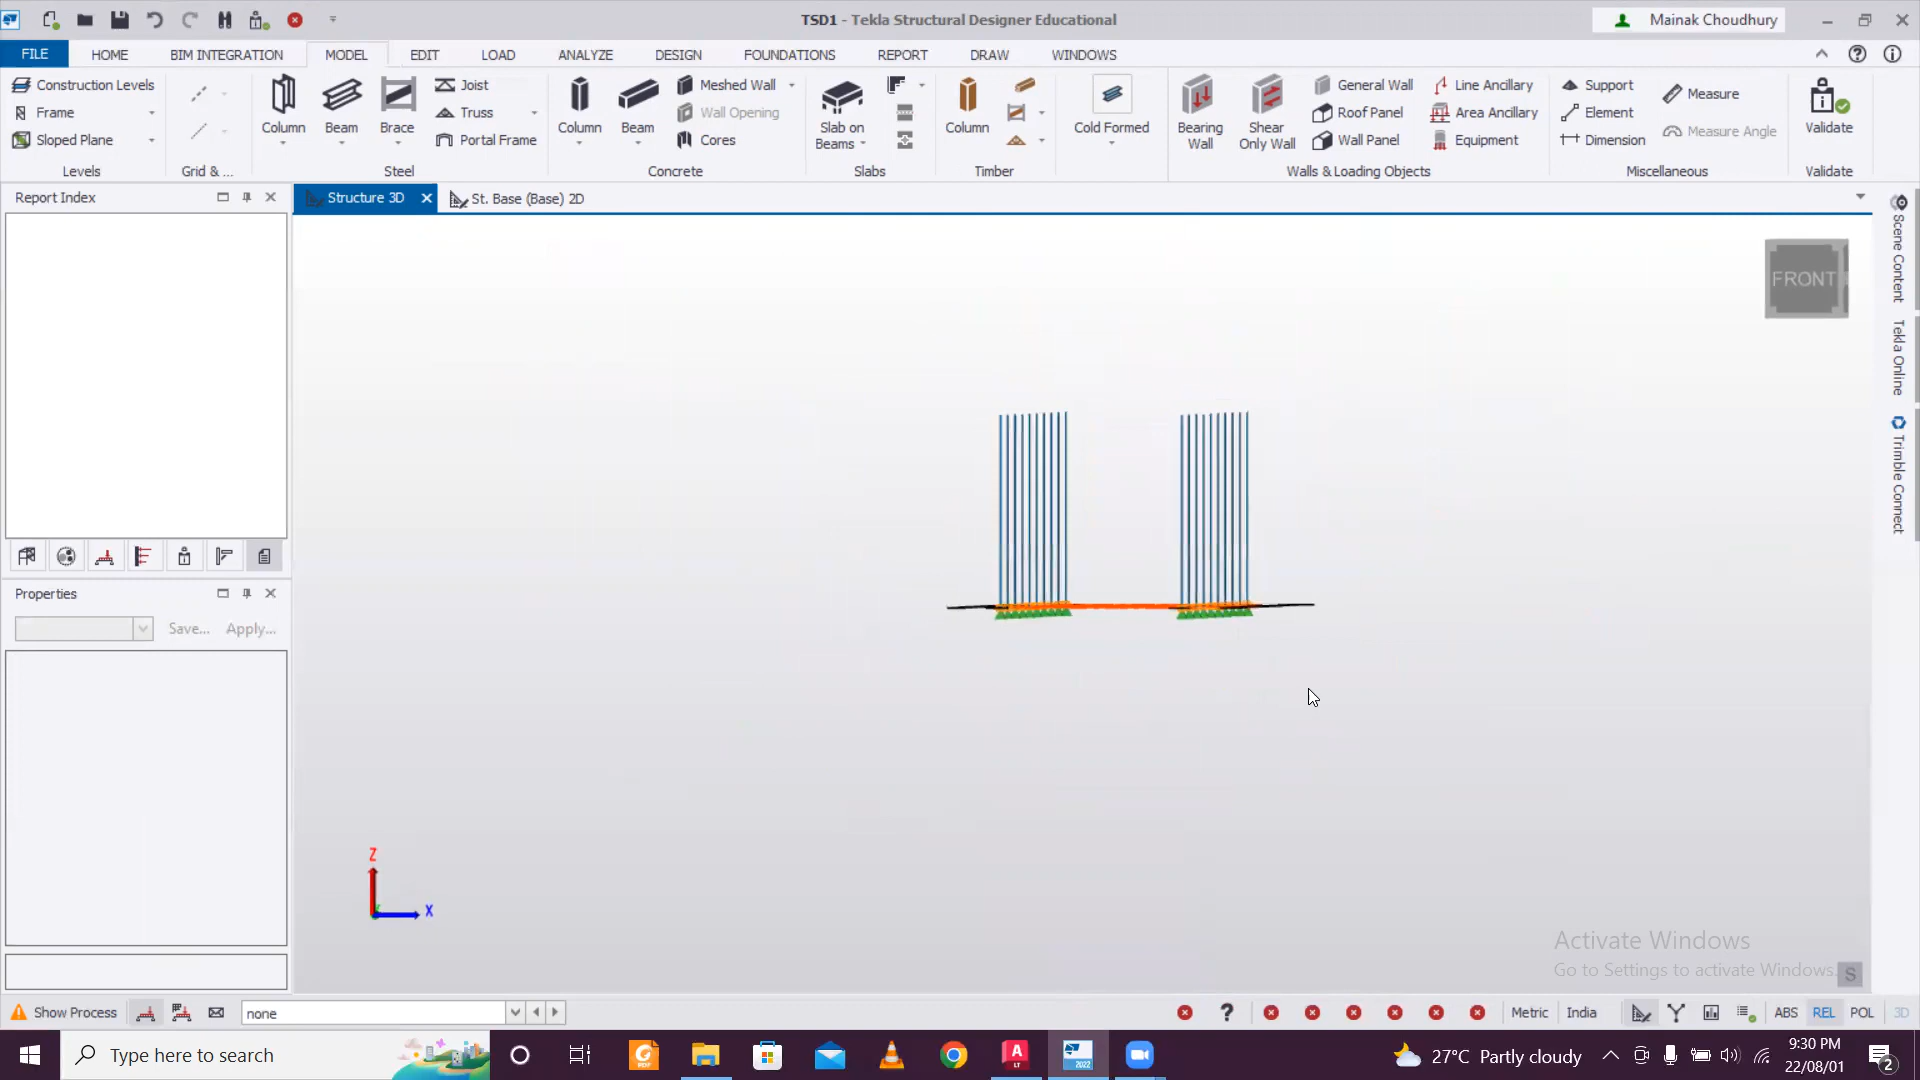 TSD1 - Tekla Structural Designer Educational
Mainak Choudhury
FILE
HOME
BIM INTEGRATION
MODEL
EDIT
LOAD
ANALYZE
DESIGN
FOUNDATIONS
REPORT
DRAW
WINDOWS
Construction Levels
Frame
Sloped Plane
Levels
Grid & ...
Column
Beam
Brace
Joist
Truss
Portal Frame
Steel
Column
Beam
Meshed Wall
Wall Opening
Cores
Concrete
Slab on
Beams
Slabs
Column
Timber
Cold Formed
Bearing
Wall
Shear
Only Wall
General Wall
Roof Panel
Wall Panel
Line Ancillary
Area Ancillary
Equipment
Walls & Loading Objects
Support
Element
Dimension
Measure
Measure Angle
Miscellaneous
Validate
Validate
Report Index
Structure 3D
St. Base (Base) 2D
FRONT
Scene Content
Tekla Online
Trimble Connect
Properties
Save...
Apply...
Z
X
Activate Windows
Go to Settings to activate Windows.
S
Show Process
none
Metric
India
ABS
REL
POL
3D
Type here to search
PDF
A
LT
2022
27°C Partly cloudy
9:30 PM
22/08/01
2